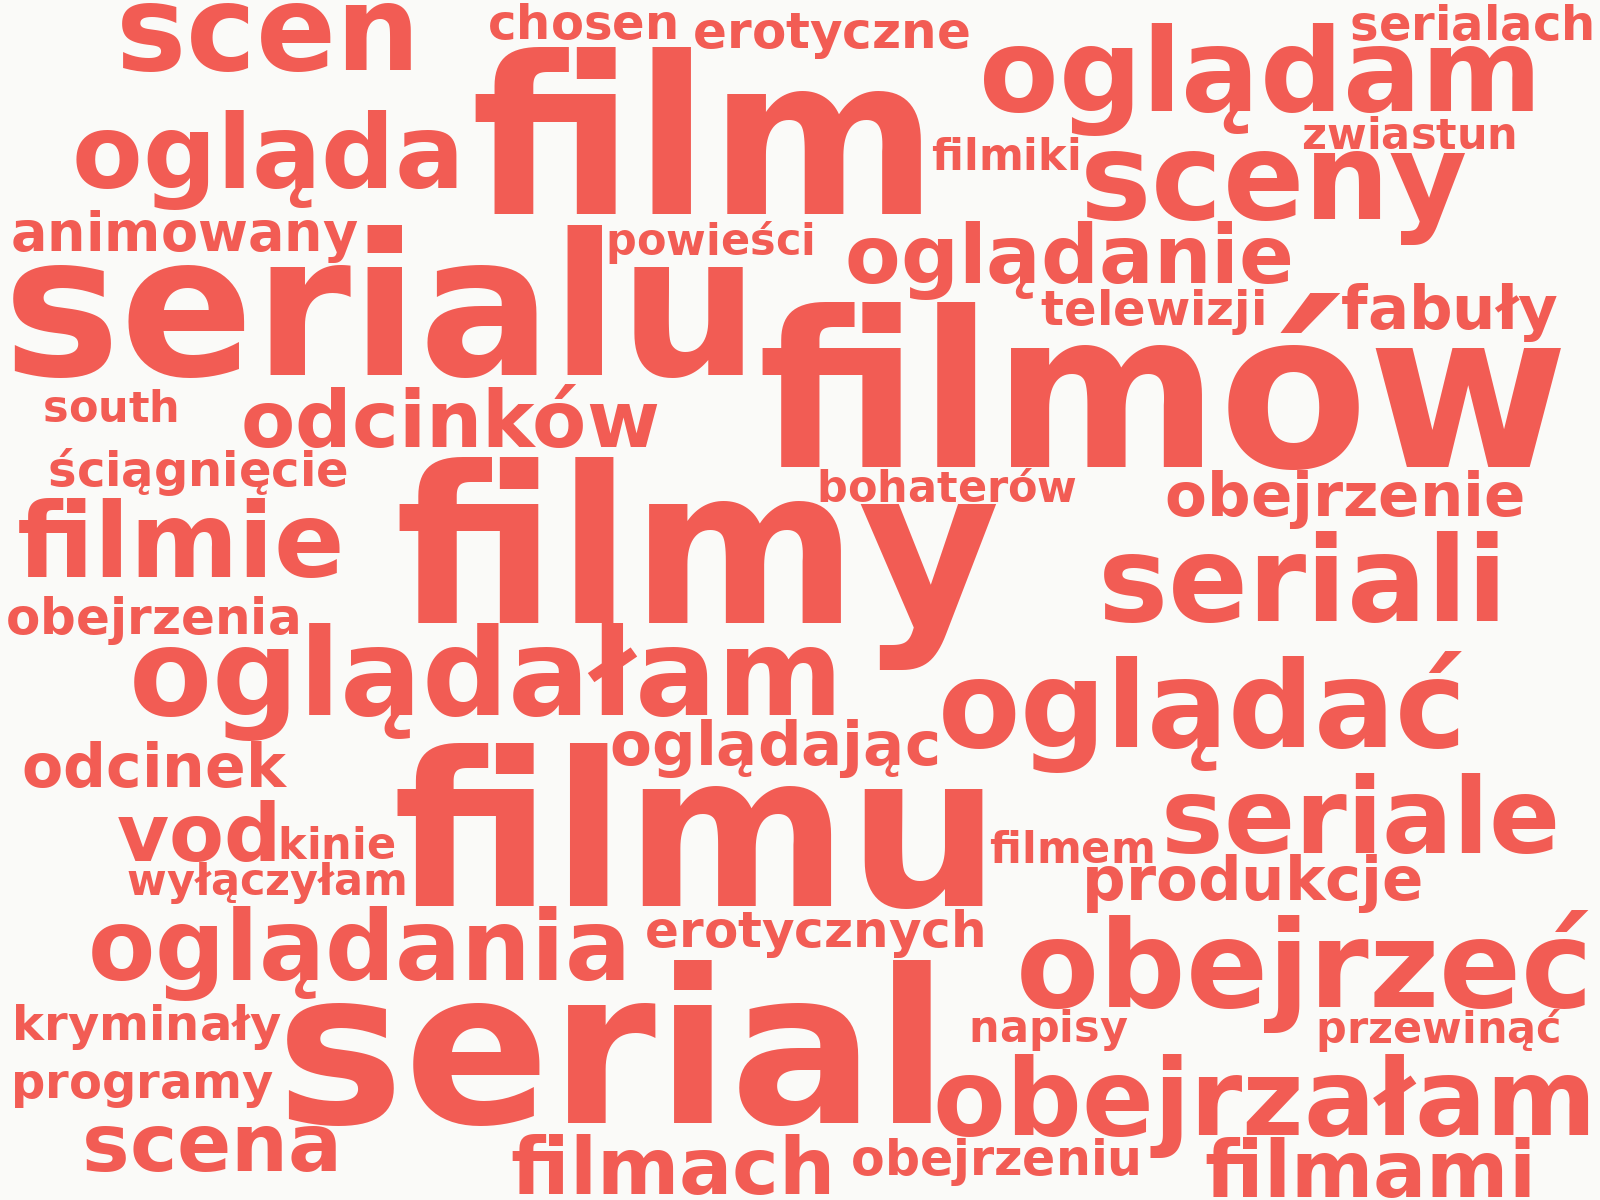 scen
chosen
erotyczne
serialach
oglądam
film
ogląda
zwiastun
filmiki
sceny
animowany
powieści
oglądanie
serialu
telewizji
fabuły
filmów
south
odcinków
ściągnięcie
bohaterów
obejrzenie
filmie
filmy
seriali
obejrzenia
oglądałam
oglądać
oglądając
odcinek
filmu
seriale
vod
kinie
filmem
wyłączyłam
produkcje
oglądania
erotycznych
obejrzeć
kryminały
serial
napisy
przewinąć
programy
obejrzałam
scena
filmach
obejrzeniu
filmami